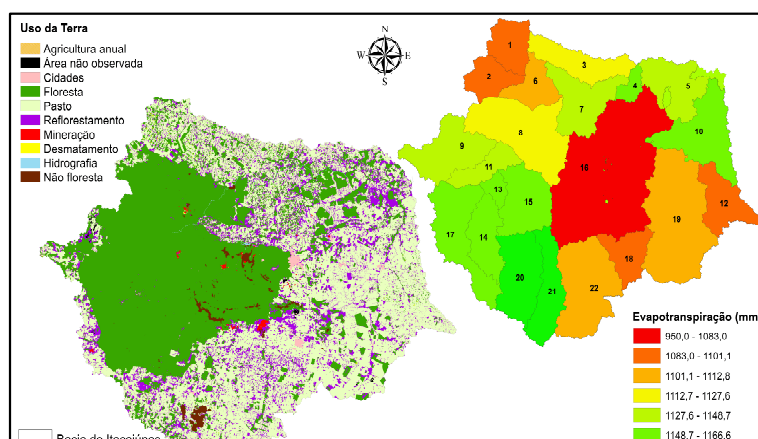 Uso da Terra
Agricultura anual
Área não observada
Cidades
Floresta
Pasto
Reflorestamento
Mineração
Desmatamento
Hidrografia
Não floresta
N
W E
S
1
2
3
4
5
6
7
8
9
10
11
12
13
14
15
16
17
18
19
20
21
22
Evapotranspiração (mm
950,0 - 1083,0
1083,0 - 1101,1
1101,1 - 1112,8
1112,7 - 1127,6
1127,6 - 1148,7
1148,7 - 1166,6